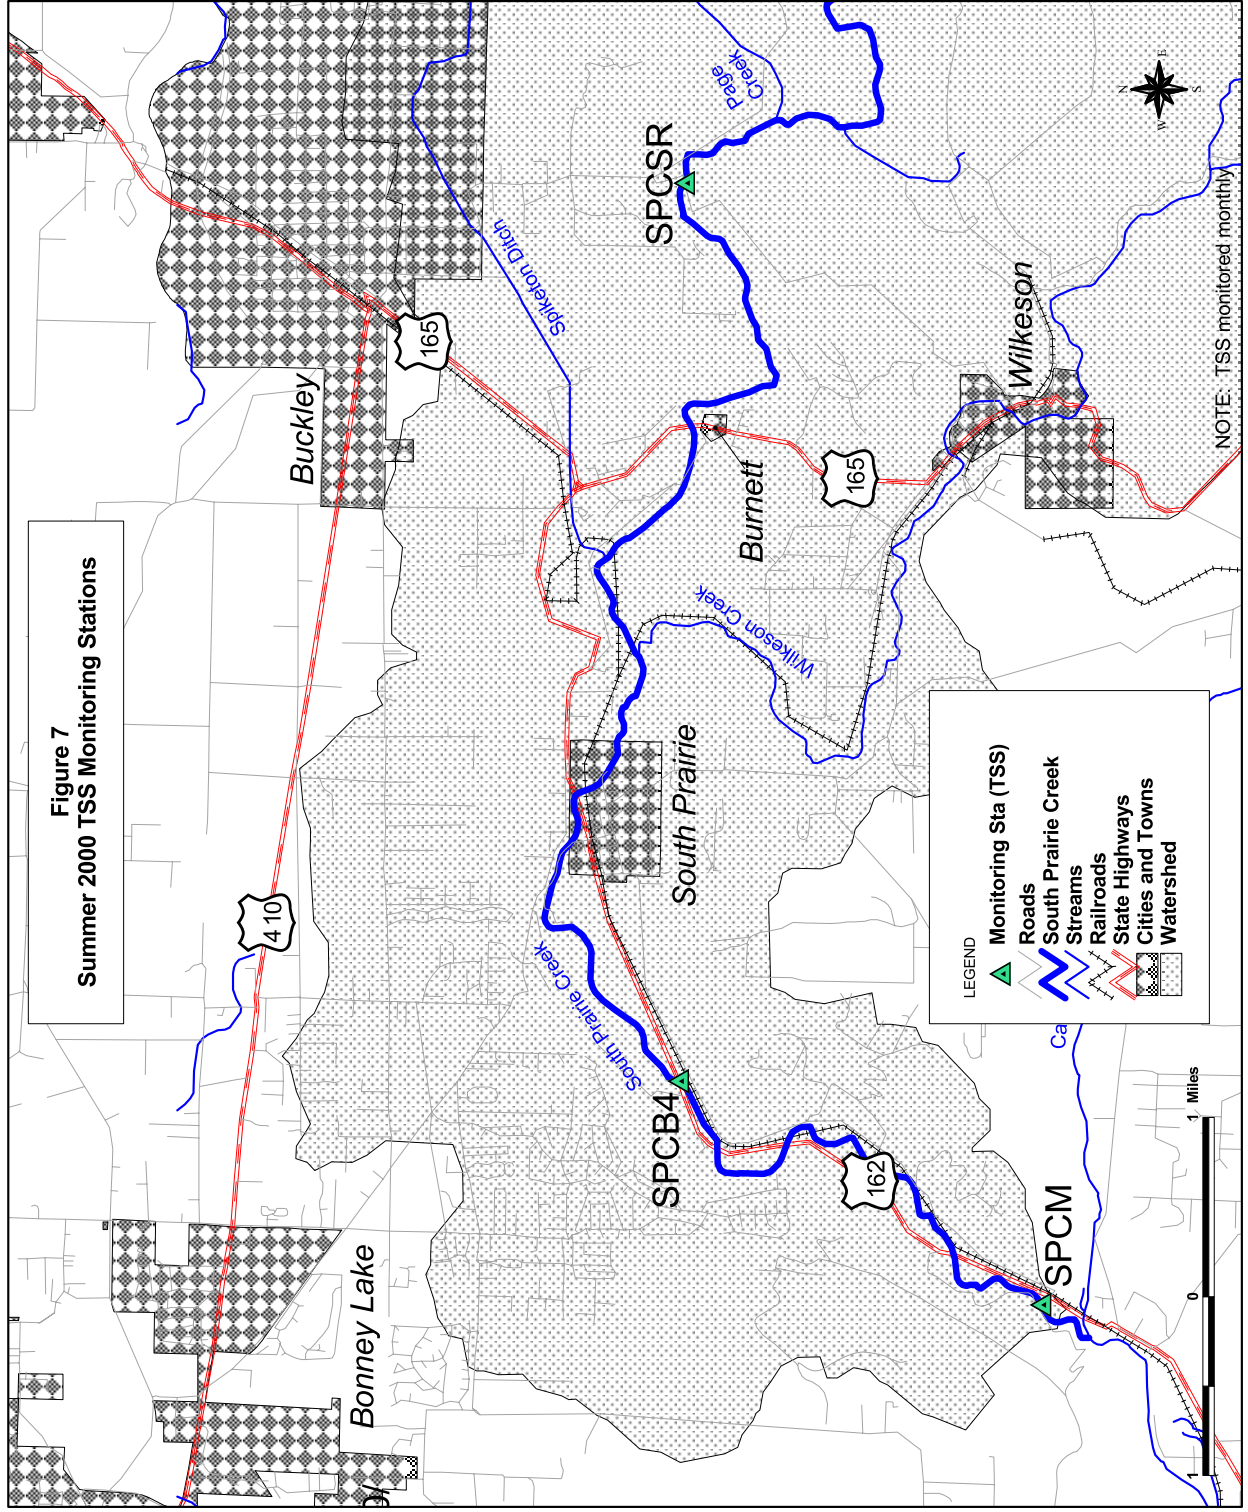 Figure 7
Summer 2000 TSS Monitoring Stations
410
Buckley
165
Bonney Lake
Spiketon Ditch
Page
Creek
SPCSR
South Prairie Creek
SPCB4
South Prairie
Burnett
165
Wilkeson Creek
Wilkeson
162
SPCM
Ca
LEGEND
Monitoring Sta (TSS)
Roads
South Prairie Creek
Streams
Railroads
State Highways
Cities and Towns
Watershed
N
E
S
W
1 0 1 Miles
NOTE: TSS monitored monthly